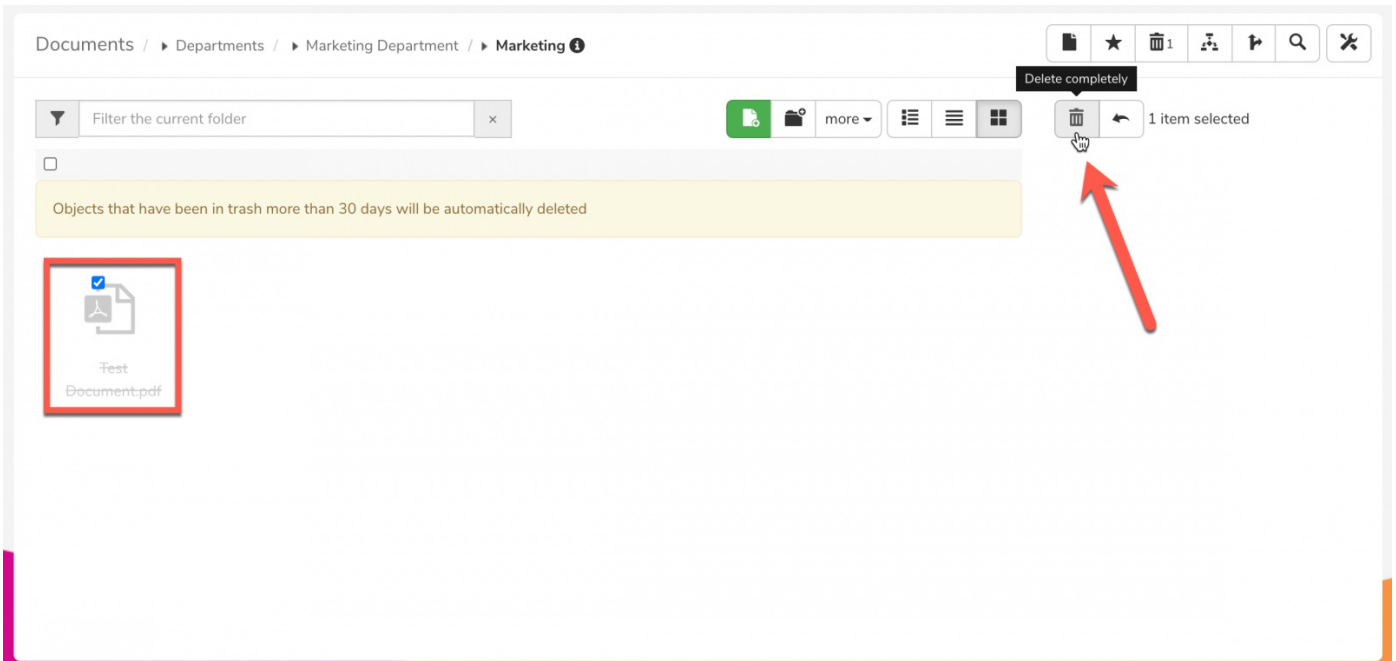 Documents / Departments / Marketing Department / Marketing
1
Delete completely
Filter the current folder
more
1 item selected
Objects that have been in trash more than 30 days will be automatically deleted
Test
Document.pdf